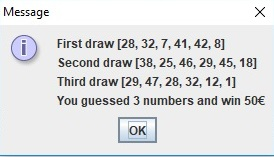 Message
First draw [28, 32, 7, 41, 42, 8]
Second draw [38, 25, 46, 29, 45, 18]
Third draw [29, 47, 28, 32, 12, 1]
You guessed 3 numbers and win 50€
OK